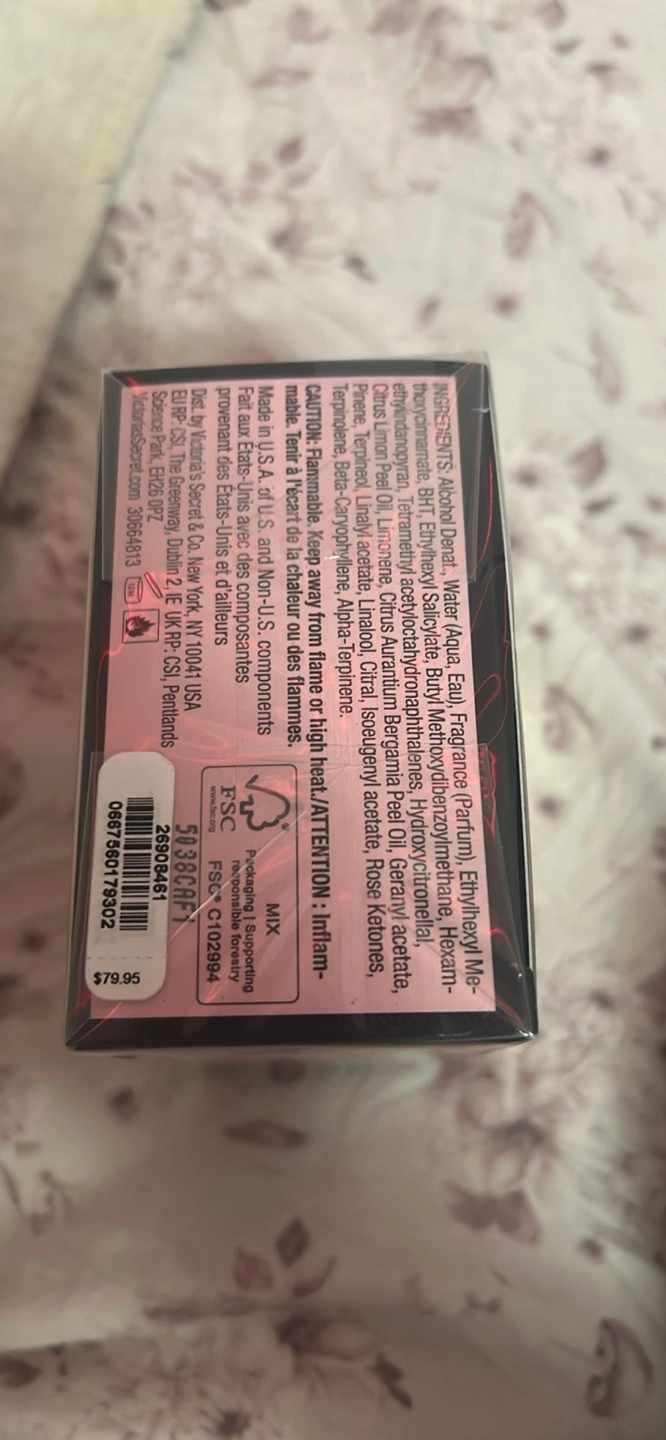 INGREDIENTS: Alcohol Denat., Water (Aqua, Eau), Fragrance (Parfum), Ethylhexyl Me-
thoxycinnamate, BHT, Ethylhexyl Salicylate, Butyl Methoxydibenzoylmethane, Hexam-
ethylindanopyran, Tetramethyl acetyloctahydronaphthalenes, Hydroxycitronellal,
Citrus Limon Peel Oil, Limonene, Citrus Aurantium Bergamia Peel Oil, Geranyl acetate,
Pinene, Terpineol, Linalyl acetate, Linalool, Citral, Isoeugenyl acetate, Rose Ketones,
Terpinolene, Beta-Caryophyllene, Alpha-Terpinene.
CAUTION: Flammable. Keep away from flame or high heat./ATTENTION : Inflam-
mable. Tenir à l'écart de la chaleur ou des flammes.
Made in U.S.A. of U.S. and Non-U.S. components
Fait aux États-Unis avec des composantes
provenant des États-Unis et d'ailleurs
Dist. by Victoria's Secret & Co. New York, NY 10041 USA
EU RP: CSI, The Greenway, Dublin 2, IE UK RP: CSI, Pentlands
Science Park, EH26 0PZ
VictoriasSecret.com 30664813 12M
FSC
www.fsc.org
MIX
Packaging | Supporting
responsible forestry
FSC® C102994
5038CAF1
26908461
0667560179302
$79.95